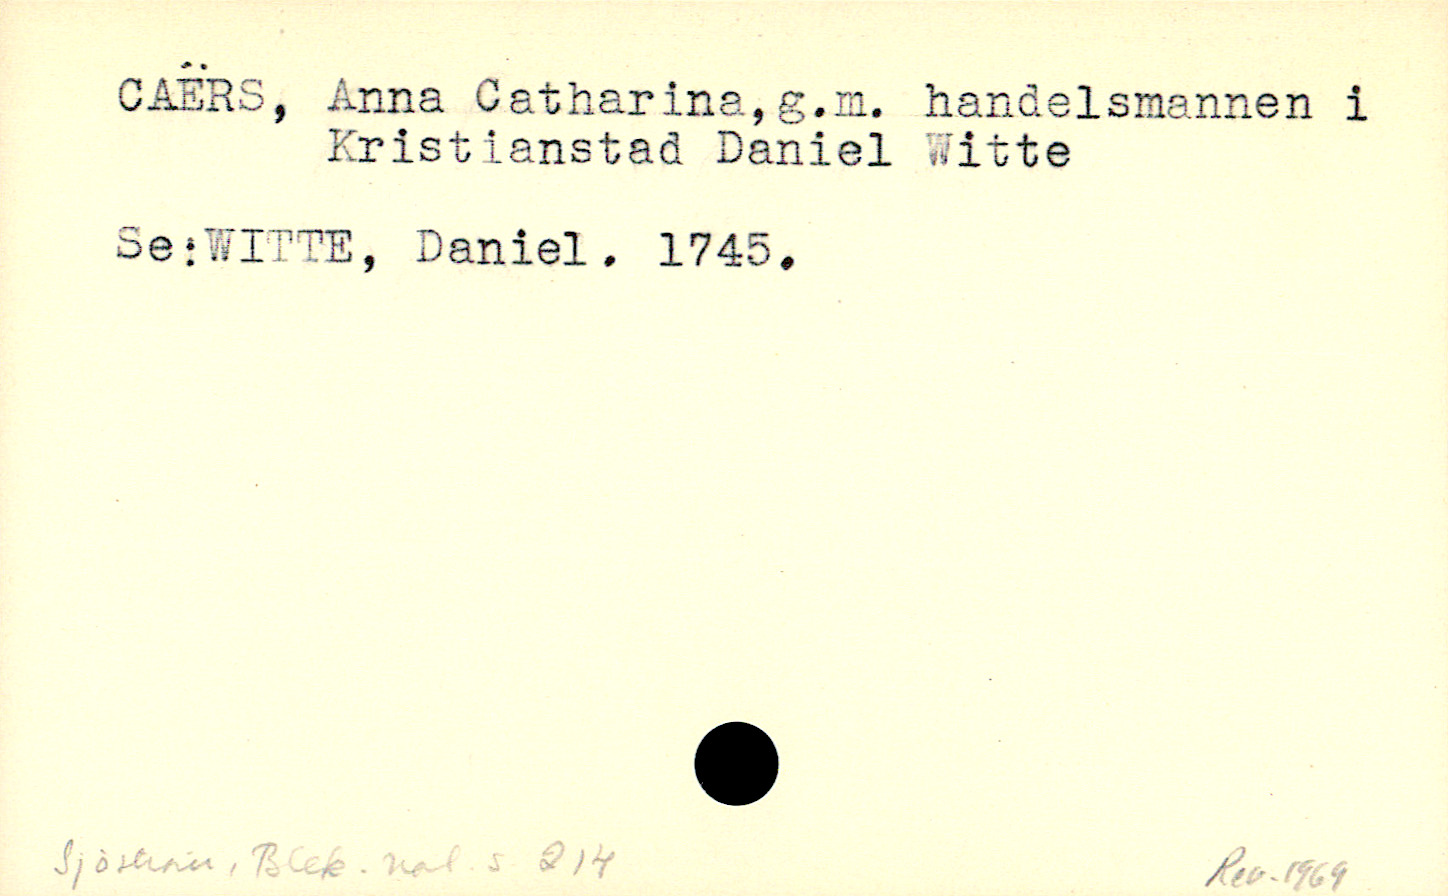 CAËRS, Anna Catharina,g.m. handelsmannen i
Kristianstad Daniel Witte
Se:WITTE, Daniel. 1745.
Sjöström, Blek. nat. s 214
Rev. 1969